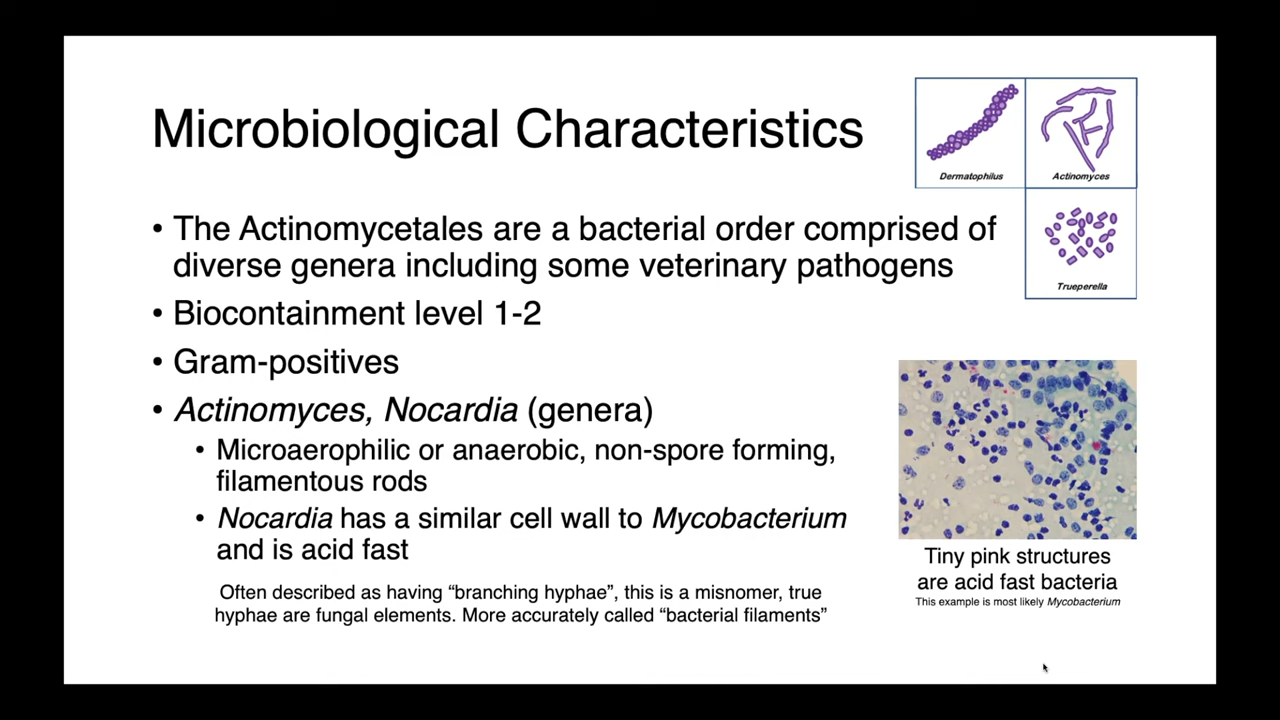 Microbiological Characteristics
Dermatophilus
Actinomyces
Trueperella
• The Actinomycetales are a bacterial order comprised of
diverse genera including some veterinary pathogens
• Biocontainment level 1-2
• Gram-positives
• Actinomyces, Nocardia (genera)
• Microaerophilic or anaerobic, non-spore forming,
filamentous rods
• Nocardia has a similar cell wall to Mycobacterium
and is acid fast
Often described as having “branching hyphae”, this is a misnomer, true
hyphae are fungal elements. More accurately called “bacterial filaments”
Tiny pink structures
are acid fast bacteria
This example is most likely Mycobacterium